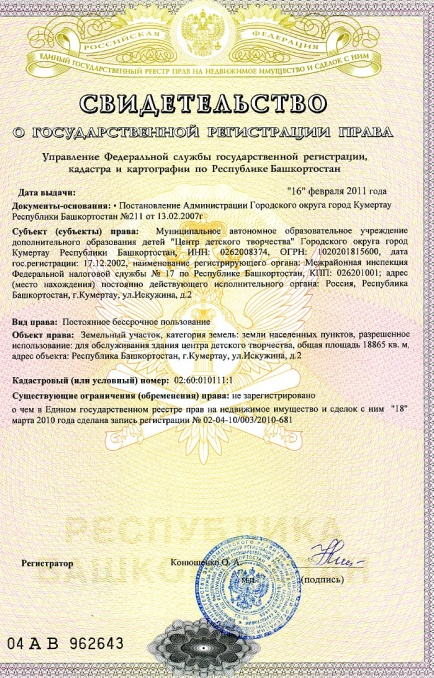 РОССИЙСКАЯ ФЕДЕРАЦИЯ
ЕДИНЫЙ ГОСУДАРСТВЕННЫЙ РЕЕСТР ПРАВ НА НЕДВИЖИМОЕ ИМУЩЕСТВО И СДЕЛОК С НИМ
СВИДЕТЕЛЬСТВО
О ГОСУДАРСТВЕННОЙ РЕГИСТРАЦИИ ПРАВА
Управление Федеральной службы государственной регистрации,
кадастра и картографии по Республике Башкортостан
Дата выдачи: "16" февраля 2011 года
Документы-основания: • Постановление Администрации Городского округа город Кумертау
Республики Башкортостан №211 от 13.02.2007г
Субъект (субъекты) права: Муниципальное автономное образовательное учреждение
дополнительного образования детей "Центр детского творчества" Городского округа город
Кумертау Республики Башкортостан, ИНН: 0262008374, ОГРН: 1020201815600, дата
гос.регистрации: 17.12.2002, наименование регистрирующего органа: Межрайонная инспекция
Федеральной налоговой службы № 17 по Республике Башкортостан, КПП: 026201001; адрес
(место нахождения) постоянно действующего исполнительного органа: Россия, Республика
Башкортостан, г.Кумертау, ул.Искужина, д.2
Вид права: Постоянное бессрочное пользование
Объект права: Земельный участок, категория земель: земли населенных пунктов, разрешенное
использование: для обслуживания здания центра детского творчества, общая площадь 18865 кв. м,
адрес объекта: Республика Башкортостан, г.Кумертау, ул.Искужина, д.2
Кадастровый (или условный) номер: 02:60:010111:1
Существующие ограничения (обременения) права: не зарегистрировано
о чем в Едином государственном реестре прав на недвижимое имущество и сделок с ним "18"
марта 2010 года сделана запись регистрации № 02-04-10/003/2010-681
РЕСПУБЛИКА
БАШКОРТОСТАН
Регистратор Конющенко О. А.
м.п. (подпись)
04 АВ 962643